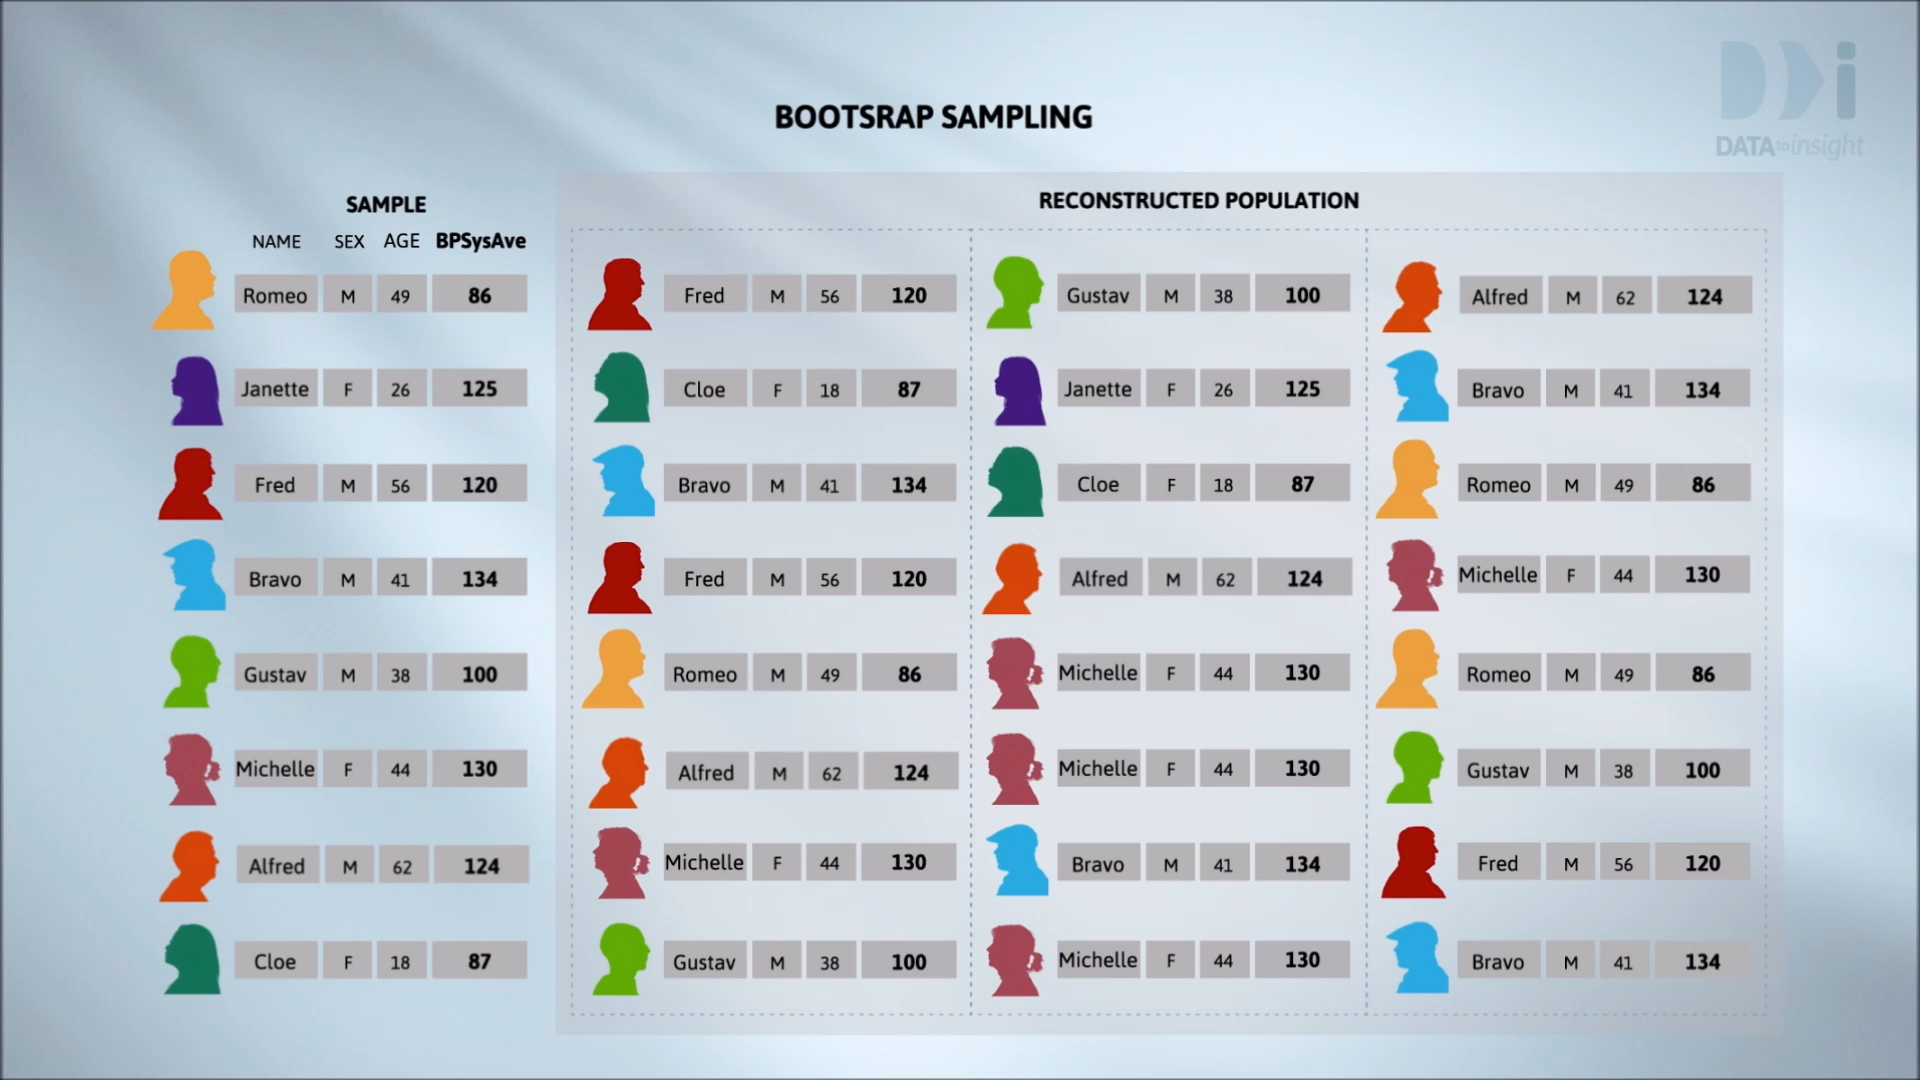 BOOTSRAP SAMPLING
DATA to insight
SAMPLE
NAME SEX AGE BPSysAve
Romeo M 49 86
Janette F 26 125
Fred M 56 120
Bravo M 41 134
Gustav M 38 100
Michelle F 44 130
Alfred M 62 124
Cloe F 18 87
RECONSTRUCTED POPULATION
Fred M 56 120
Cloe F 18 87
Bravo M 41 134
Fred M 56 120
Romeo M 49 86
Alfred M 62 124
Michelle F 44 130
Gustav M 38 100
Gustav M 38 100
Janette F 26 125
Cloe F 18 87
Alfred M 62 124
Michelle F 44 130
Michelle F 44 130
Bravo M 41 134
Michelle F 44 130
Alfred M 62 124
Bravo M 41 134
Romeo M 49 86
Michelle F 44 130
Romeo M 49 86
Gustav M 38 100
Fred M 56 120
Bravo M 41 134